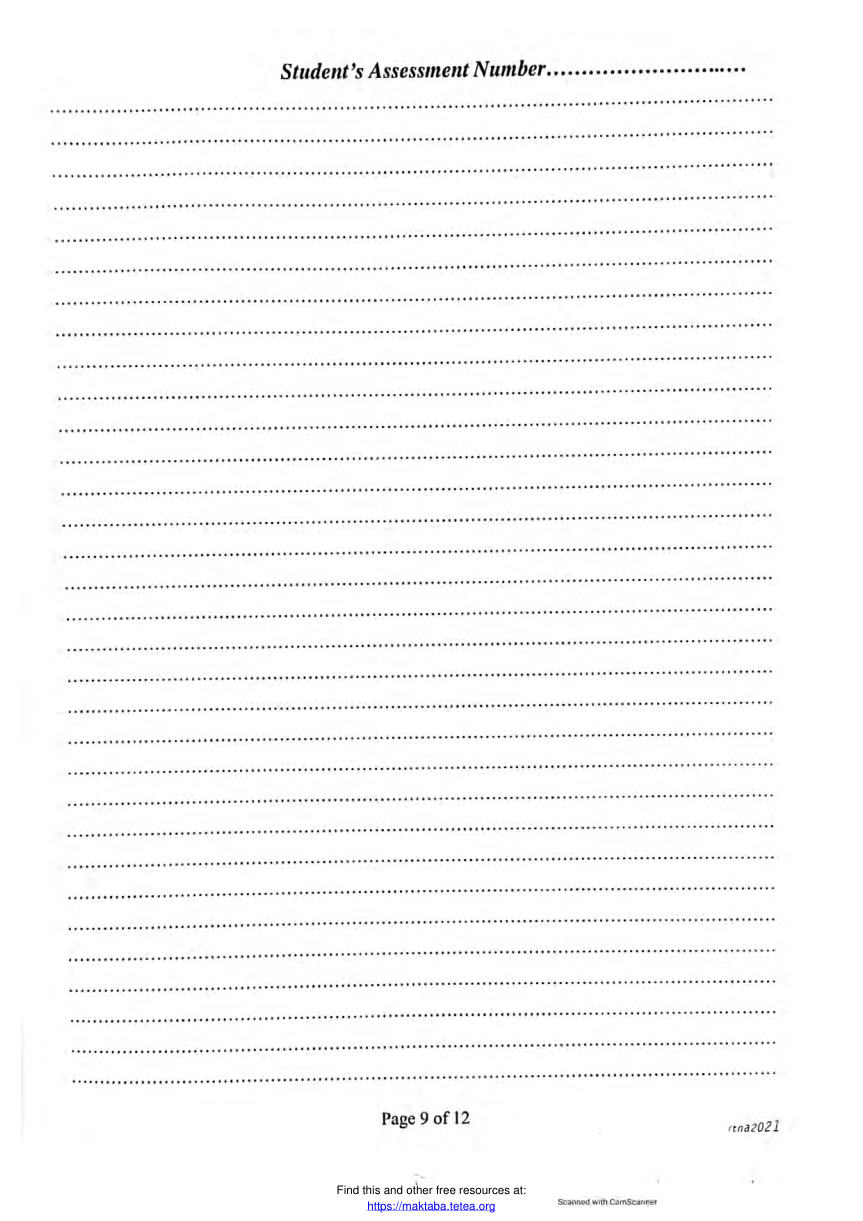 Student's Assessment Number............................
Page 9 of 12
rtna2021
Find this and other free resources at:
https://maktaba.tetea.org
Scanned with CamScanner